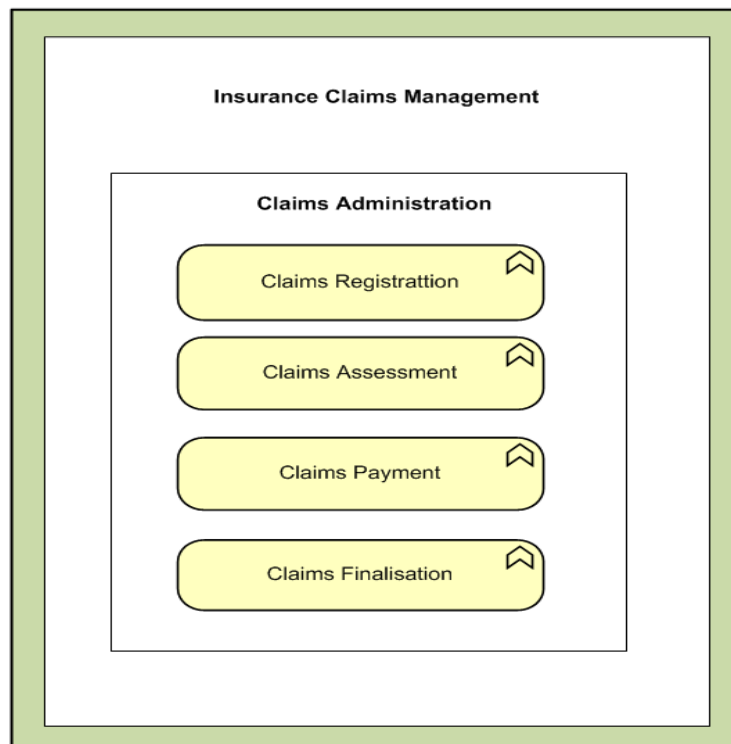 Insurance Claims Management
Claims Administration
Claims Registrattion
Claims Assessment
Claims Payment
Claims Finalisation